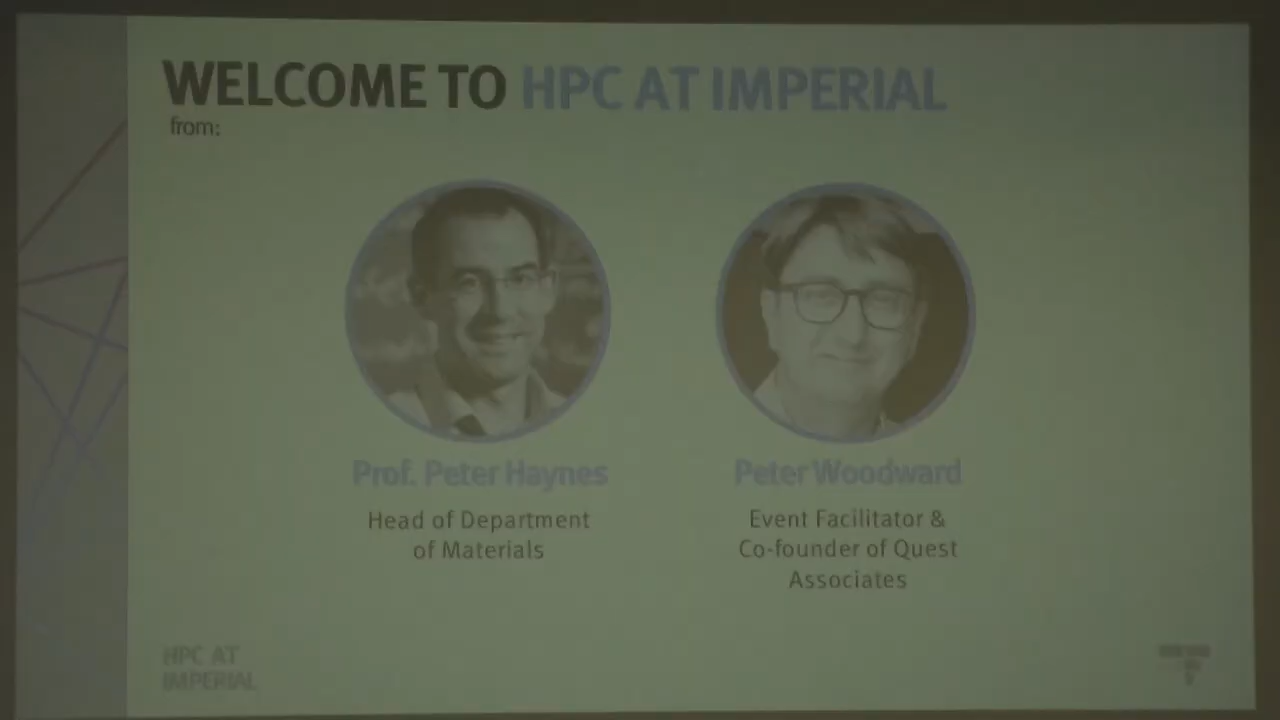 WELCOME TO HPC AT IMPERIAL
from:
Prof. Peter Haynes
Head of Department
of Materials
Peter Woodward
Event Facilitator &
Co-founder of Quest
Associates
HPC AT
IMPERIAL